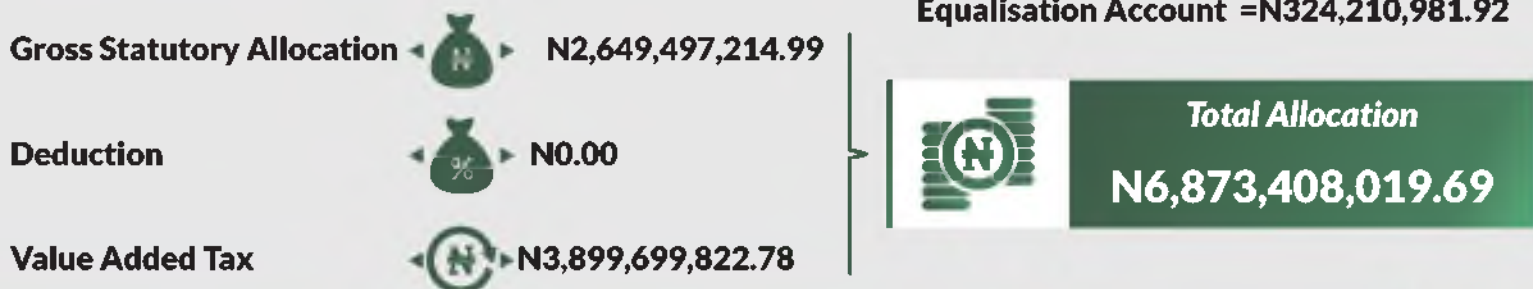 Equalisation Account =N324,210,981.92
Gross Statutory Allocation N N2,649,497,214.99
Total Allocation
N
Deduction % N0.00
N6,873,408,019.69
Value Added Tax N N3,899,699,822.78